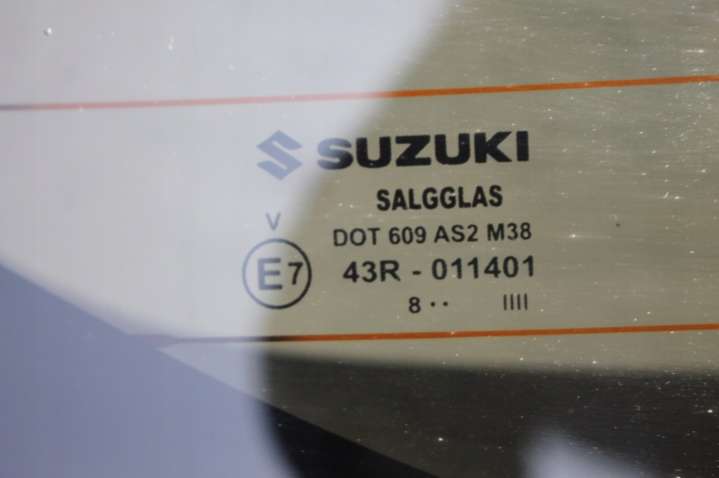 SUZUKI
SALGGLAS
V
DOT 609 AS2 M38
E7
43R - 011401
8 ·· IIII